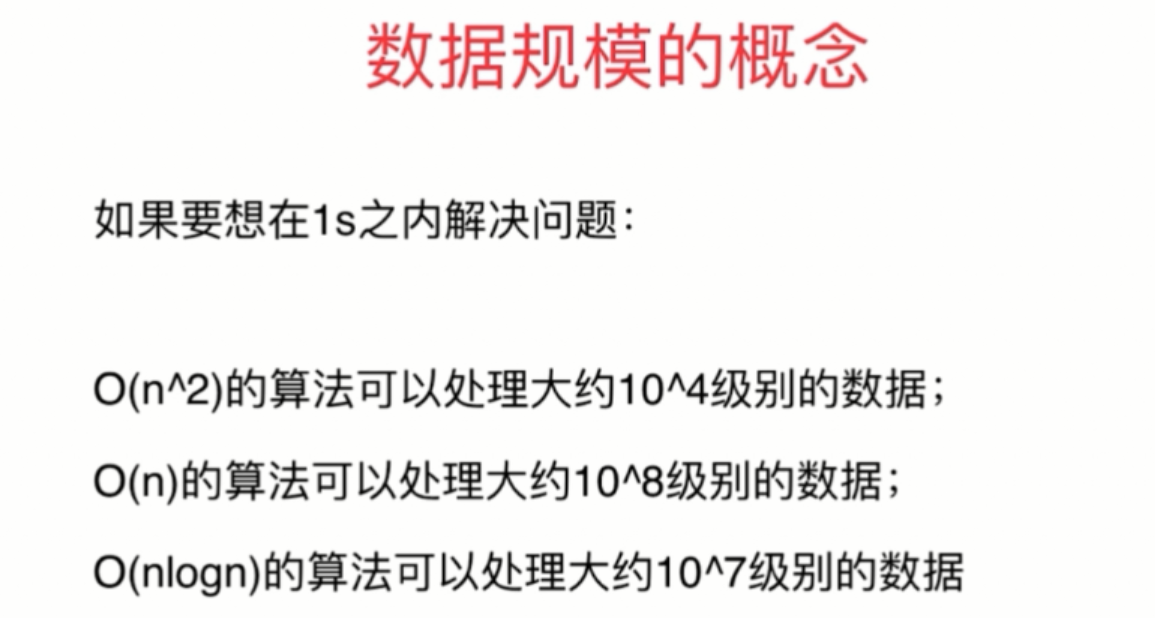 数据规模的概念
如果要想在1s之内解决问题：
O(n^2)的算法可以处理大约10^4级别的数据；
O(n)的算法可以处理大约10^8级别的数据；
O(nlogn)的算法可以处理大约10^7级别的数据